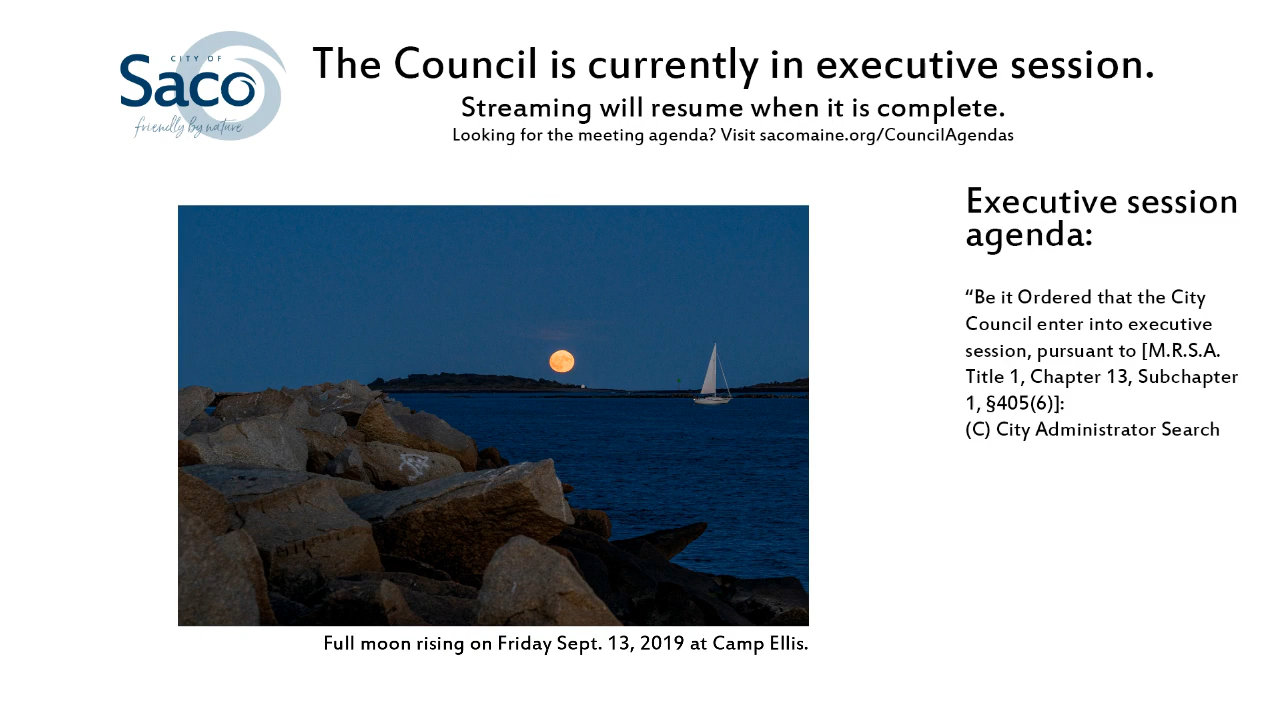 CITY OF
Saco
friendly by nature
The Council is currently in executive session.
Streaming will resume when it is complete.
Looking for the meeting agenda? Visit sacomaine.org/CouncilAgendas
Executive session
agenda:
“Be it Ordered that the City
Council enter into executive
session, pursuant to [M.R.S.A.
Title 1, Chapter 13, Subchapter
1, §405(6)]:
(C) City Administrator Search
Full moon rising on Friday Sept. 13, 2019 at Camp Ellis.